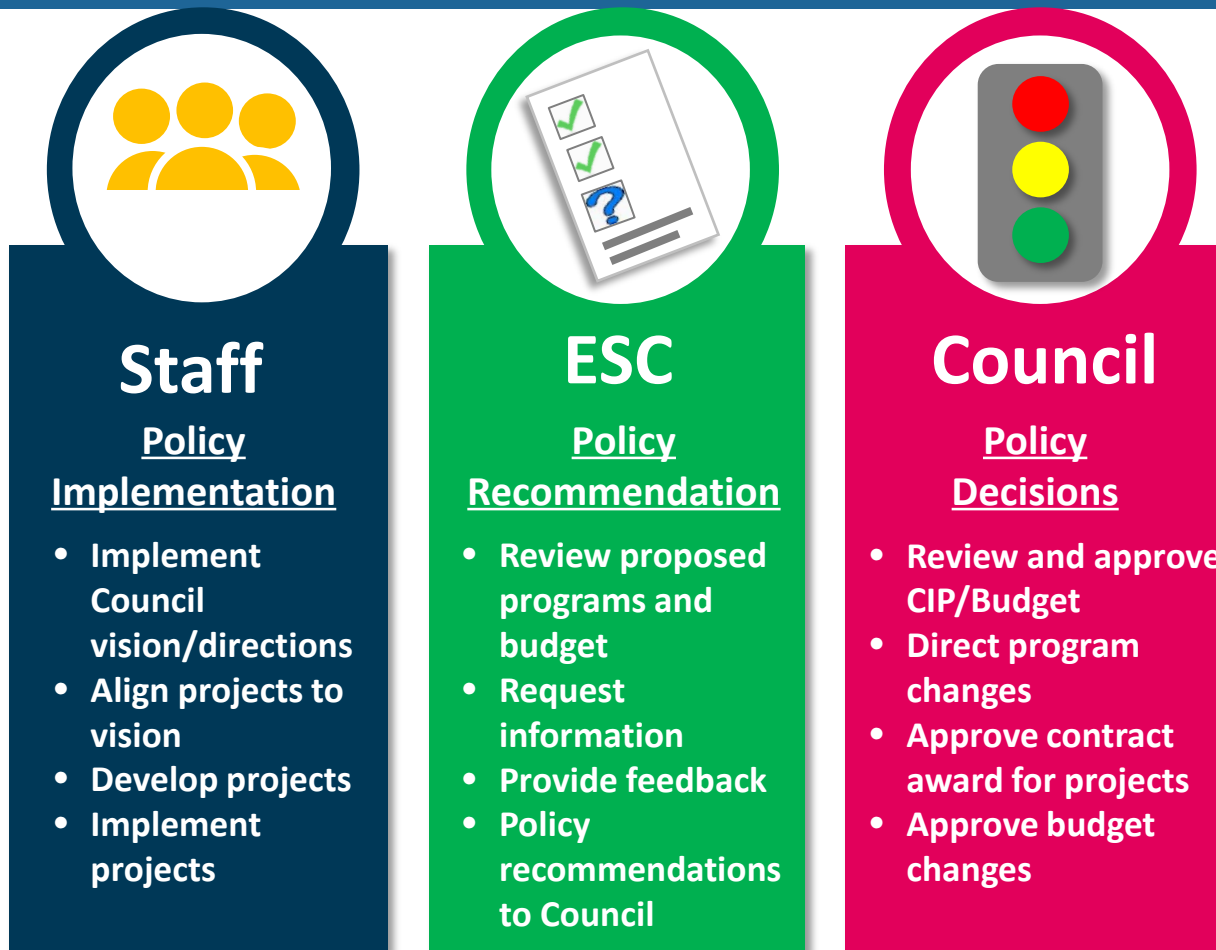 Staff
Policy
Implementation
• Implement
Council
vision/directions
• Align projects to
vision
• Develop projects
• Implement
projects
ESC
Policy
Recommendation
• Review proposed
programs and
budget
• Request
information
• Provide feedback
• Policy
recommendations
to Council
Council
Policy
Decisions
• Review and approve
CIP/Budget
• Direct program
changes
• Approve contract
award for projects
• Approve budget
changes